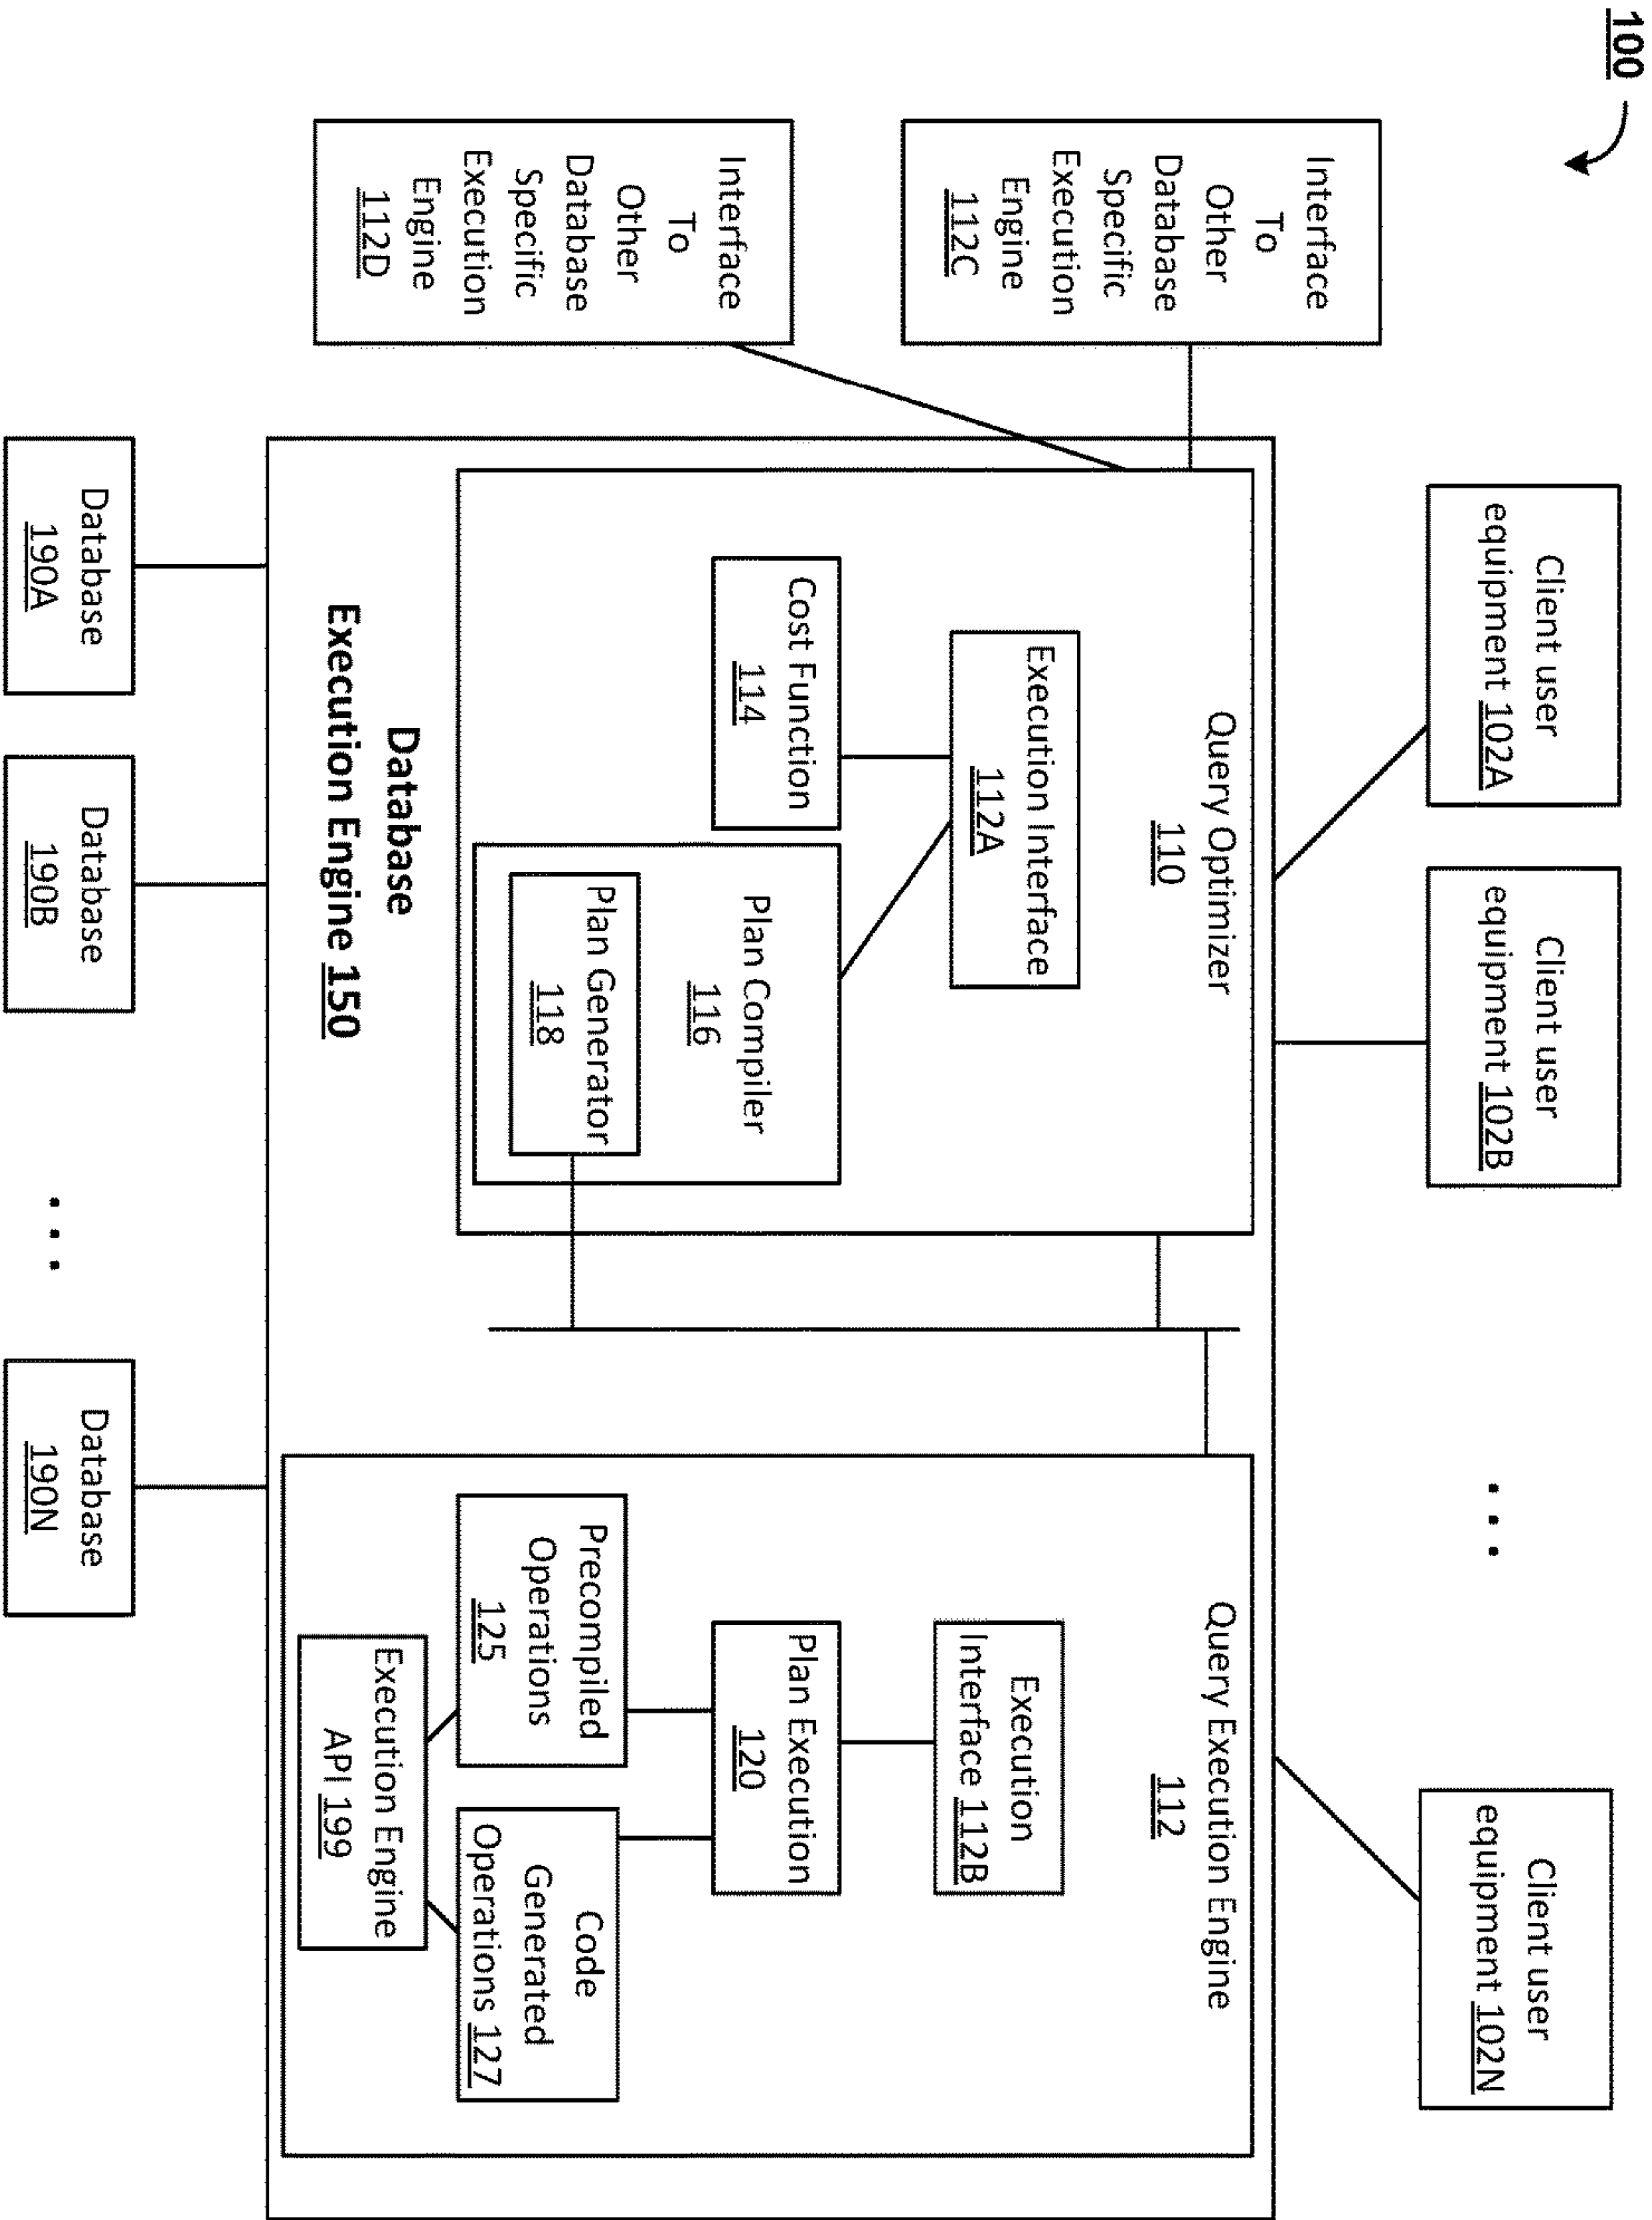 100
Client user
equipment 102A
Client user
equipment 102B
...
Client user
equipment 102N
Interface
To
Other
Database
Specific
Execution
Engine
112C
Interface
To
Other
Database
Specific
Execution
Engine
112D
Query Optimizer
110
Execution Interface
112A
Cost Function
114
Plan Compiler
116
Plan Generator
118
Database
Execution Engine 150
Query Execution Engine
112
Execution
Interface 112B
Plan Execution
120
Precompiled
Operations
125
Code
Generated
Operations 127
Execution Engine
API 199
Database
190A
Database
190B
...
Database
190N